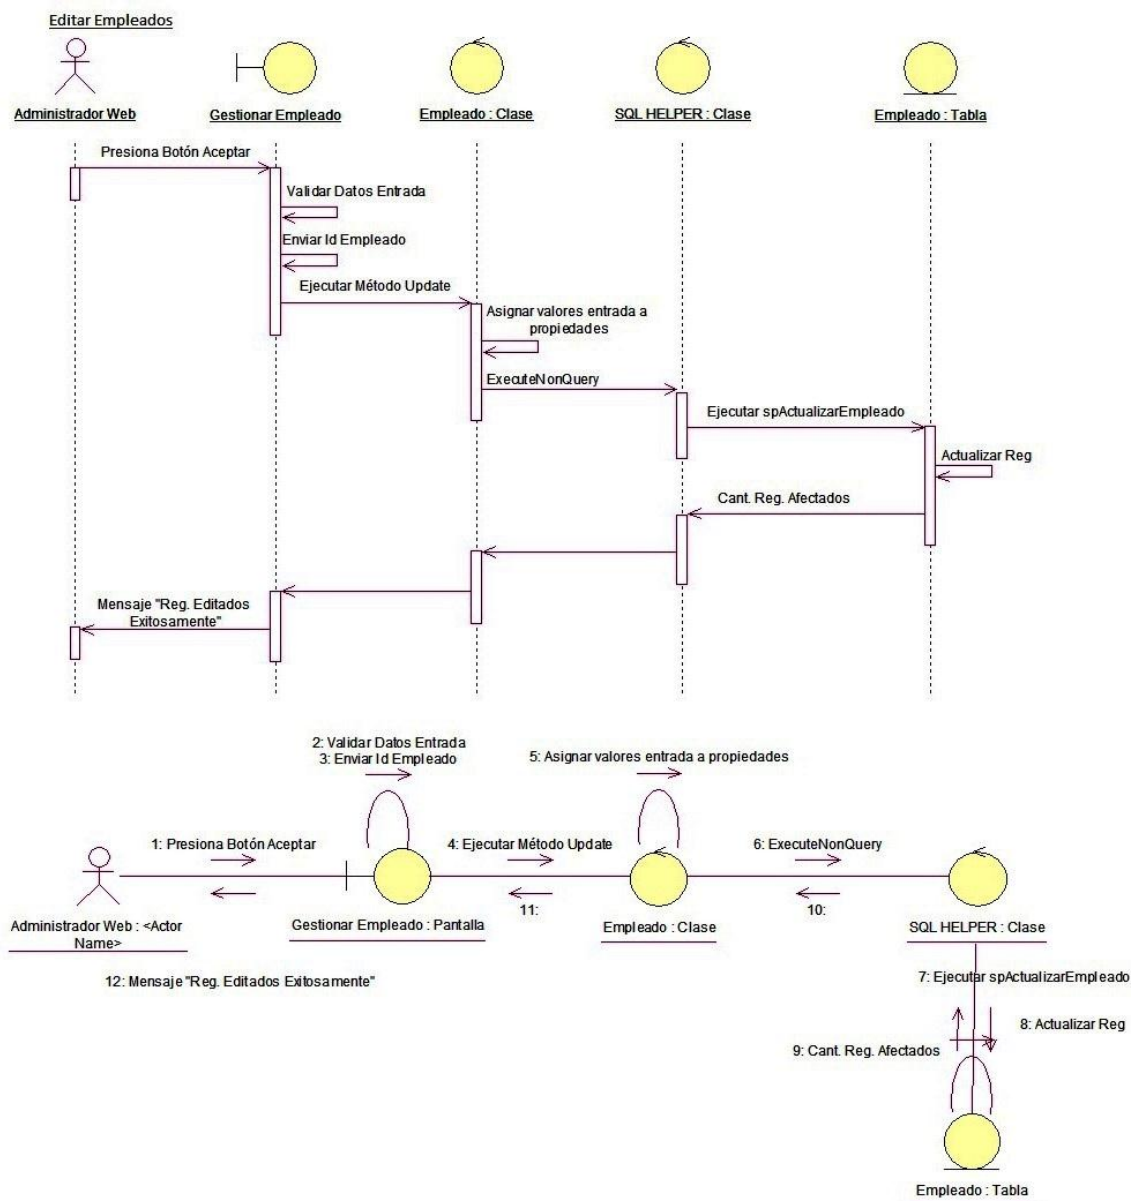 Editar Empleados
Administrador Web
Gestionar Empleado
Empleado : Clase
SQL HELPER : Clase
Empleado : Tabla
Presiona Botón Aceptar
Validar Datos Entrada
Enviar Id Empleado
Ejecutar Método Update
Asignar valores entrada a
propiedades
ExecuteNonQuery
Ejecutar spActualizarEmpleado
Actualizar Reg
Cant. Reg. Afectados
Mensaje "Reg. Editados
Exitosamente"
2: Validar Datos Entrada
3: Enviar Id Empleado
5: Asignar valores entrada a propiedades
1: Presiona Botón Aceptar
4: Ejecutar Método Update
6: ExecuteNonQuery
11:
10:
Administrador Web : <Actor
Name>
Gestionar Empleado : Pantalla
Empleado : Clase
SQL HELPER : Clase
12: Mensaje "Reg. Editados Exitosamente"
7: Ejecutar spActualizarEmpleado
8: Actualizar Reg
9: Cant. Reg. Afectados
Empleado : Tabla